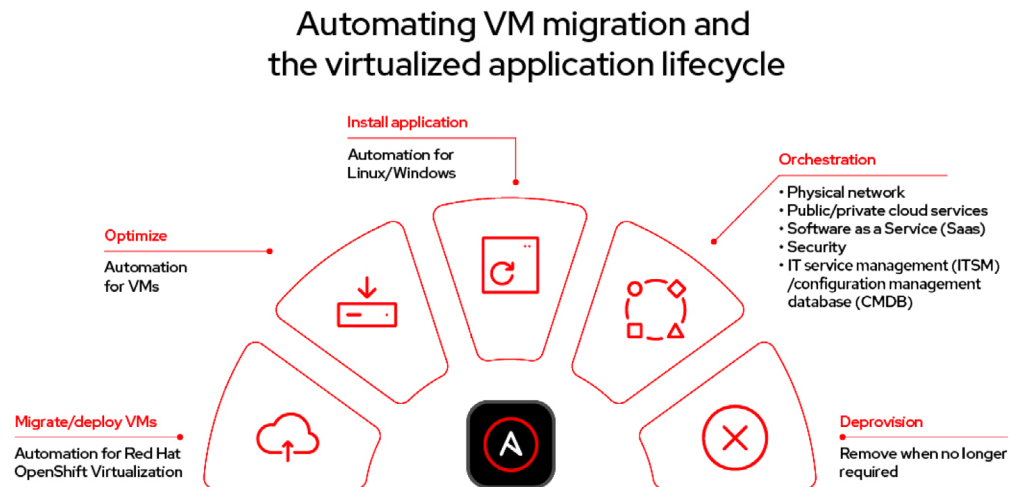 Automating VM migration and
the virtualized application lifecycle
Install application
Automation for
Linux/Windows
Orchestration
• Physical network
• Public/private cloud services
• Software as a Service (Saas)
• Security
• IT service management (ITSM)
/configuration management
database (CMDB)
Optimize
Automation
for VMs
Migrate/deploy VMs
Automation for Red Hat
OpenShift Virtualization
Deprovision
Remove when no longer
required